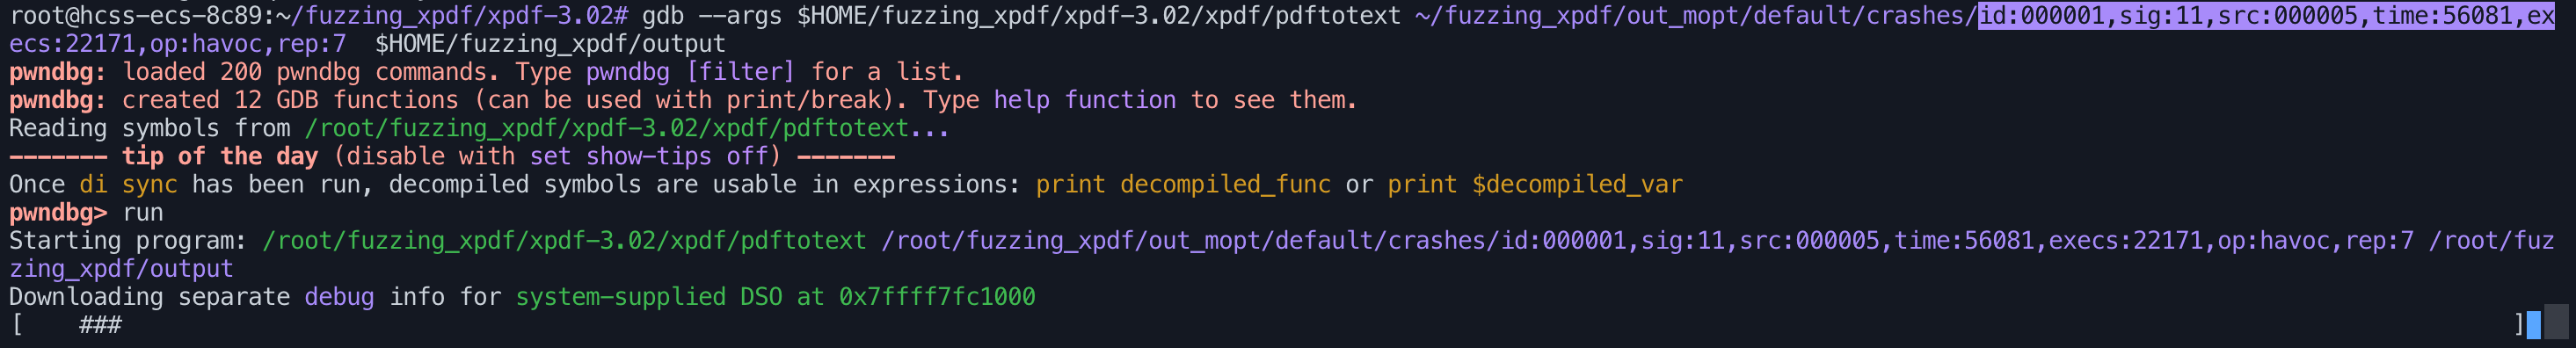 root@hcss-ecs-8c89:~/fuzzing_xpdf/xpdf-3.02# gdb --args $HOME/fuzzing_xpdf/xpdf-3.02/xpdf/pdftotext ~/fuzzing_xpdf/out_mopt/default/crashes/id:000001,sig:11,src:000005,time:56081,ex
ecs:22171,op:havoc,rep:7  $HOME/fuzzing_xpdf/output
pwndbg: loaded 200 pwndbg commands. Type pwndbg [filter] for a list.
pwndbg: created 12 GDB functions (can be used with print/break). Type help function to see them.
Reading symbols from /root/fuzzing_xpdf/xpdf-3.02/xpdf/pdftotext...
------- tip of the day (disable with set show-tips off) -------
Once di sync has been run, decompiled symbols are usable in expressions: print decompiled_func or print $decompiled_var
pwndbg> run
Starting program: /root/fuzzing_xpdf/xpdf-3.02/xpdf/pdftotext /root/fuzzing_xpdf/out_mopt/default/crashes/id:000001,sig:11,src:000005,time:56081,execs:22171,op:havoc,rep:7 /root/fuz
zing_xpdf/output
Downloading separate debug info for system-supplied DSO at 0x7ffff7fc1000
[    ###                                                                                                                                                                           ]